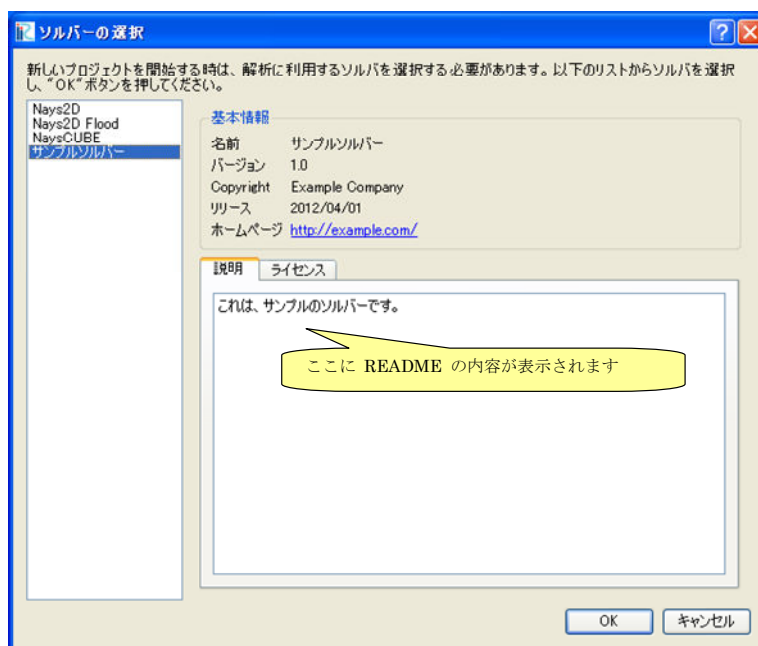 ソルバーの選択
新しいプロジェクトを開始する時は、解析に利用するソルバを選択する必要があります。以下のリストからソルバを選択
し、"OK"ボタンを押してください。
Nays2D
Nays2D Flood
NaysCUBE
サンプルソルバー
基本情報
名前 サンプルソルバー
バージョン 1.0
Copyright Example Company
リリース 2012/04/01
ホームページ http://example.com/
説明 ライセンス
これは、サンプルのソルバーです。
ここに README の内容が表示されます
OK キャンセル